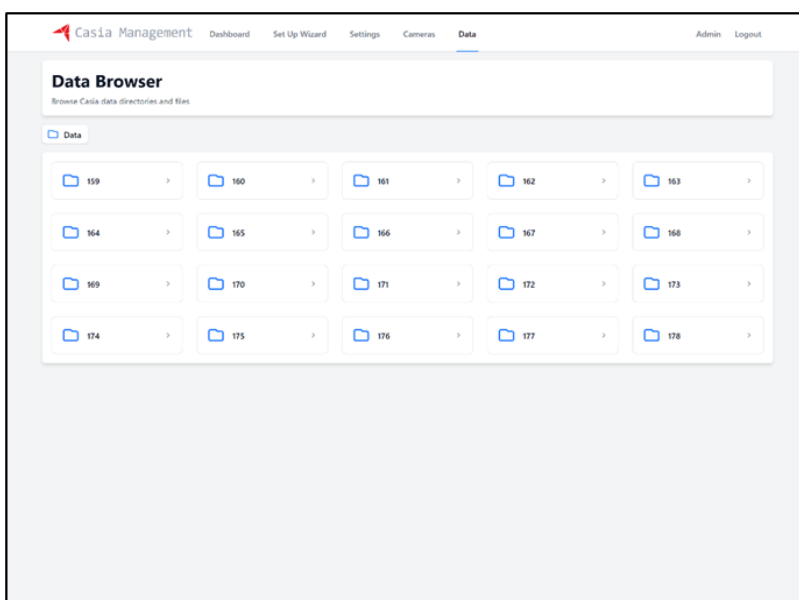 Casia Management Dashboard Set Up Wizard Settings Cameras Data Admin Logout
Data Browser
Browse Casia data directories and files
Data
159 160 161 162 163
164 165 166 167 168
169 170 171 172 173
174 175 176 177 178